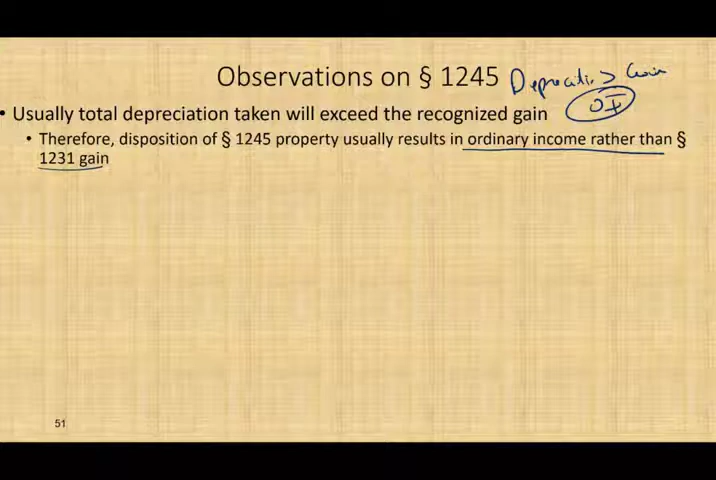 Observations on § 1245 Depreciation > Gain
OI
• Usually total depreciation taken will exceed the recognized gain
• Therefore, disposition of § 1245 property usually results in ordinary income rather than §
1231 gain
51